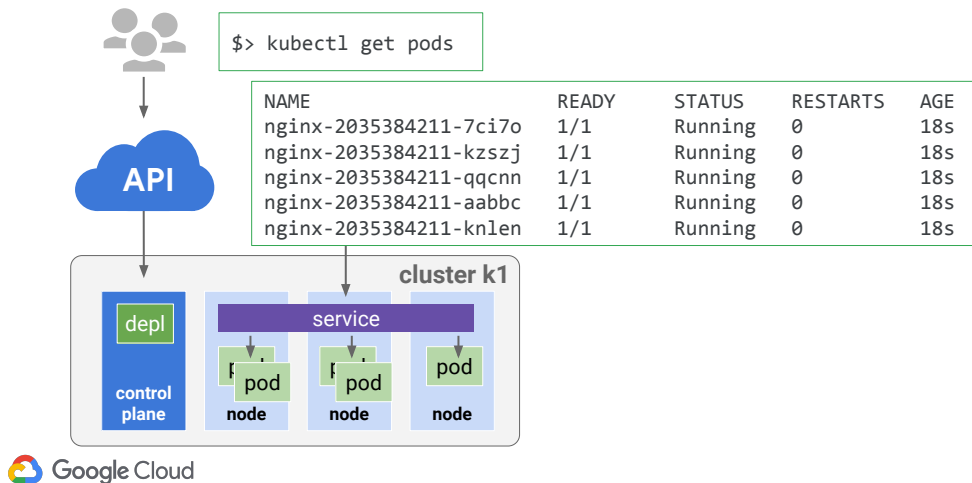 $> kubectl get pods
NAME READY STATUS RESTARTS AGE
nginx-2035384211-7ci7o 1/1 Running 0 18s
nginx-2035384211-kzszj 1/1 Running 0 18s
nginx-2035384211-qqcnn 1/1 Running 0 18s
nginx-2035384211-aabbc 1/1 Running 0 18s
nginx-2035384211-knlen 1/1 Running 0 18s
API
cluster k1
service
depl
pod
pod
pod
control
plane
node
node
node
Google Cloud